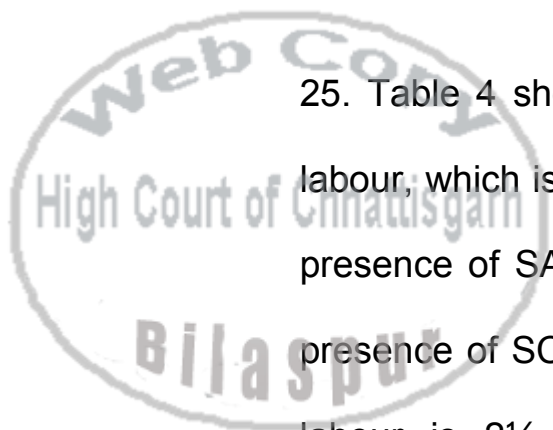 Web Copy
25. Table 4 sh
High Court of Chhattisgarh
labour, which is
presence of SA
Bilaspur
presence of SC